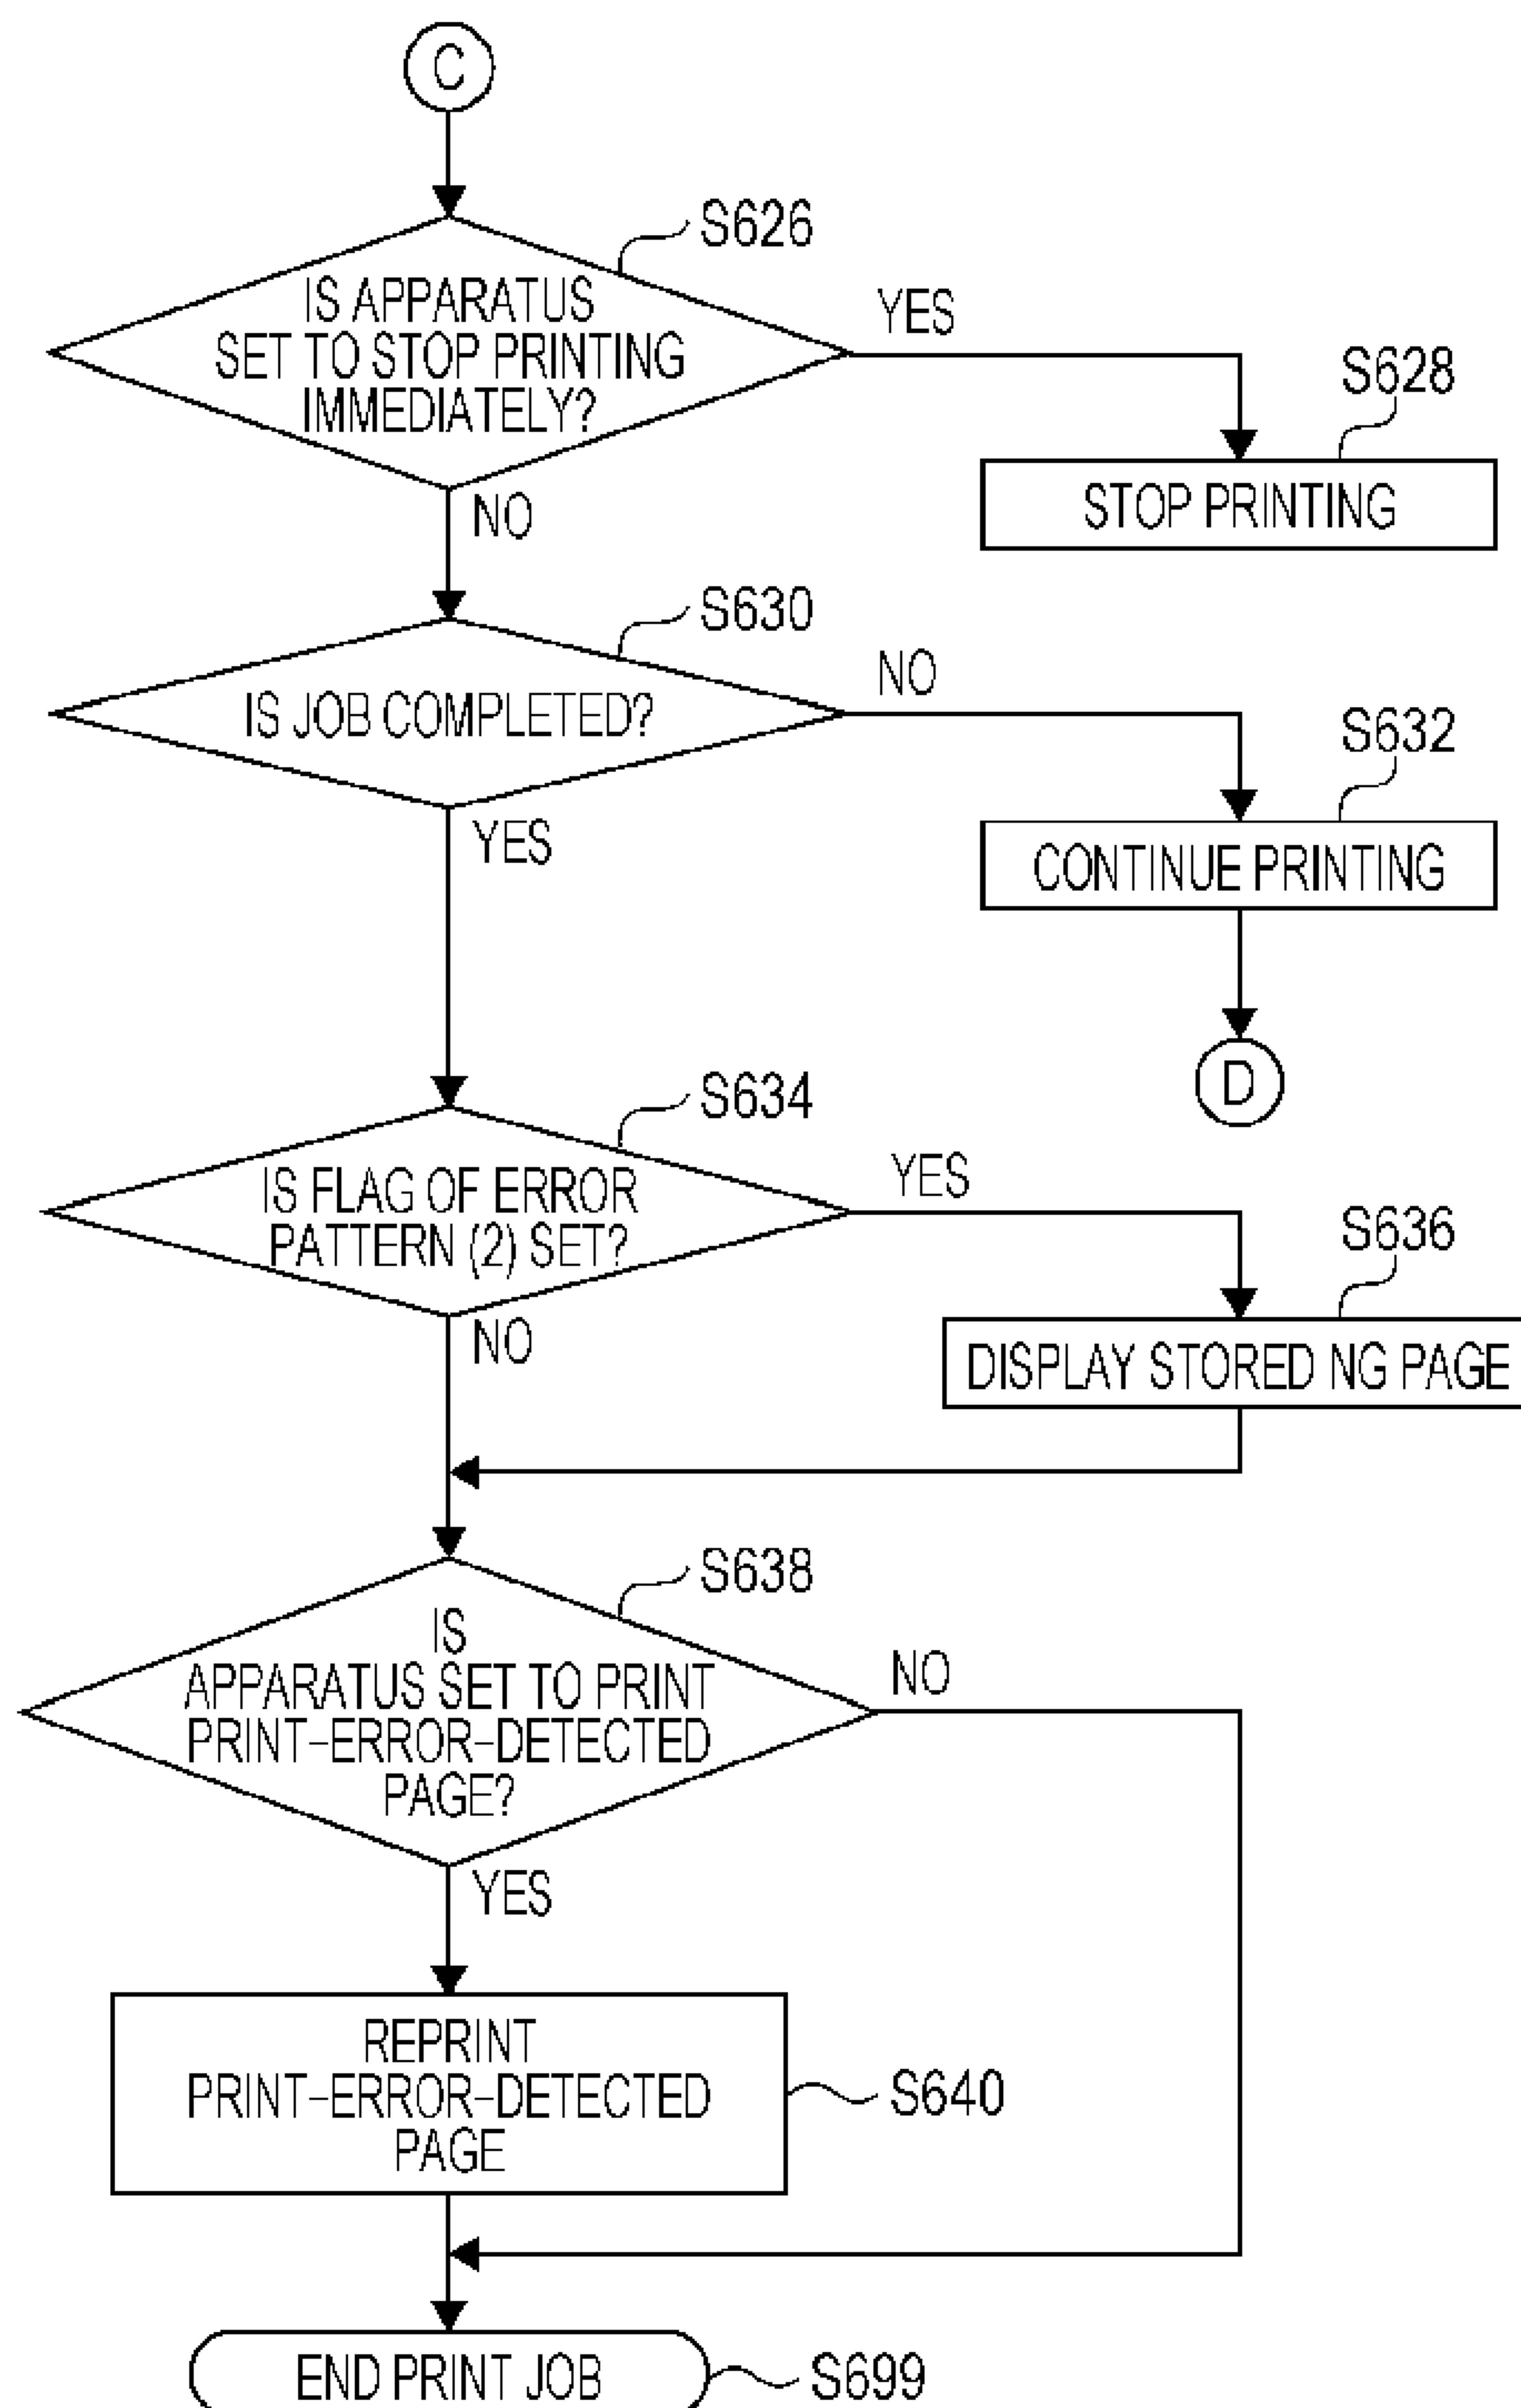 C
S626
IS APPARATUS
SET TO STOP PRINTING
IMMEDIATELY?
YES
NO
S628
STOP PRINTING
S630
IS JOB COMPLETED?
NO
YES
S632
CONTINUE PRINTING
D
S634
IS FLAG OF ERROR
PATTERN (2) SET?
YES
NO
S636
DISPLAY STORED NG PAGE
S638
IS
APPARATUS SET TO PRINT
PRINT-ERROR-DETECTED
PAGE?
NO
YES
REPRINT
PRINT-ERROR-DETECTED
PAGE
S640
END PRINT JOB
S699